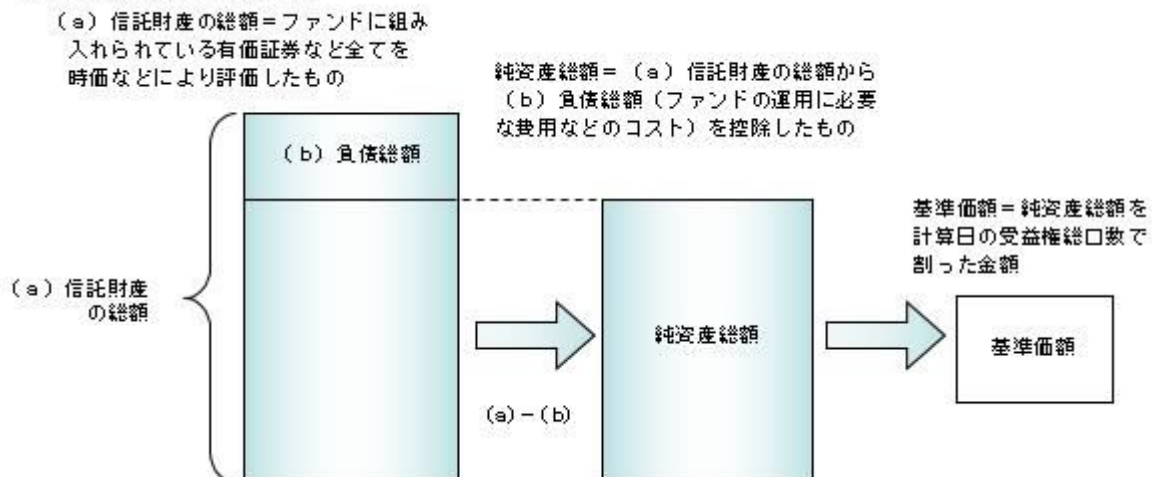 （a）信託財産の総額＝ファンドに組み
入れられている有価証券など全てを
時価などにより評価したもの
純資産総額＝（a）信託財産の総額から
（b）負債総額（ファンドの運用に必要
な費用などのコスト）を控除したもの
（b）負債総額
基準価額＝純資産総額を
計算日の受益権総口数で
割った金額
（a）信託財産
の総額
純資産総額
基準価額
(a)－(b)